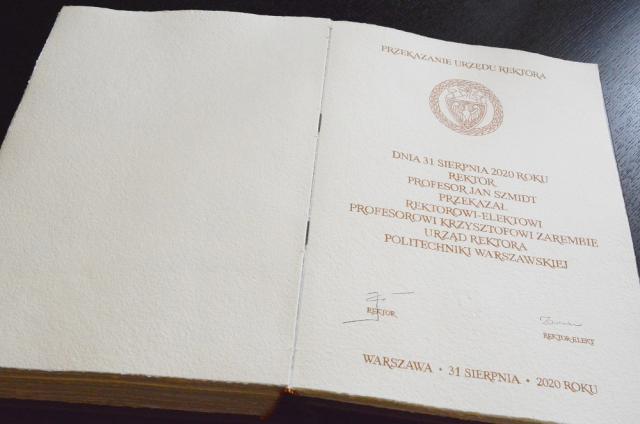 PRZEKAZANIE URZĘDU REKTORA
DNIA 31 SIERPNIA 2020 ROKU
REKTOR
PROFESOR JAN SZMIDT
PRZEKAZAŁ
REKTOROWI-ELEKTOWI
PROFESOROWI KRZYSZTOFOWI ZAREMBIE
URZĄD REKTORA
POLITECHNIKI WARSZAWSKIEJ
REKTOR
REKTOR-ELEKT
WARSZAWA • 31 SIERPNIA • 2020 ROKU